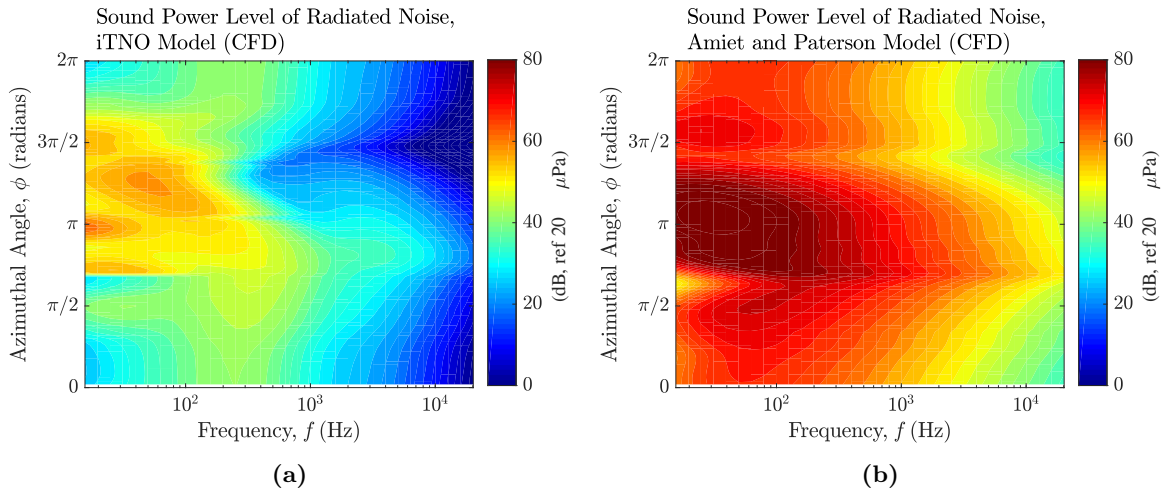 Sound Power Level of Radiated Noise,
iTNO Model (CFD)
2π
3π/2
π
π/2
0
Azimuthal Angle, ϕ (radians)
10² 10³ 10⁴
Frequency, f (Hz)
80
60
40
20
0
(dB, ref 20 μPa)
(a)
Sound Power Level of Radiated Noise,
Amiet and Paterson Model (CFD)
2π
3π/2
π
π/2
0
Azimuthal Angle, ϕ (radians)
10² 10³ 10⁴
Frequency, f (Hz)
80
60
40
20
0
(dB, ref 20 μPa)
(b)